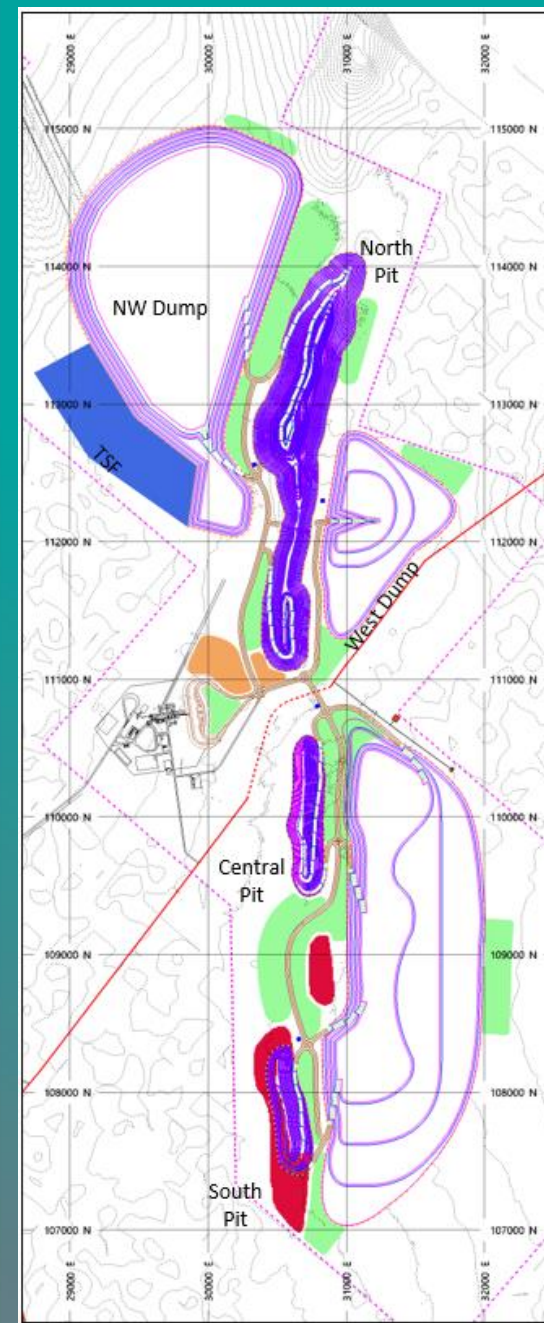 29000 E
30000 E
31000 E
32000 E
115000 N
115000 N
North
Pit
114000 N
114000 N
NW Dump
113000 N
113000 N
TSF
112000 N
112000 N
West Dump
111000 N
111000 N
110000 N
110000 N
Central
Pit
109000 N
109000 N
108000 N
108000 N
South
Pit
107000 N
107000 N
29000 E
30000 E
31000 E
32000 E